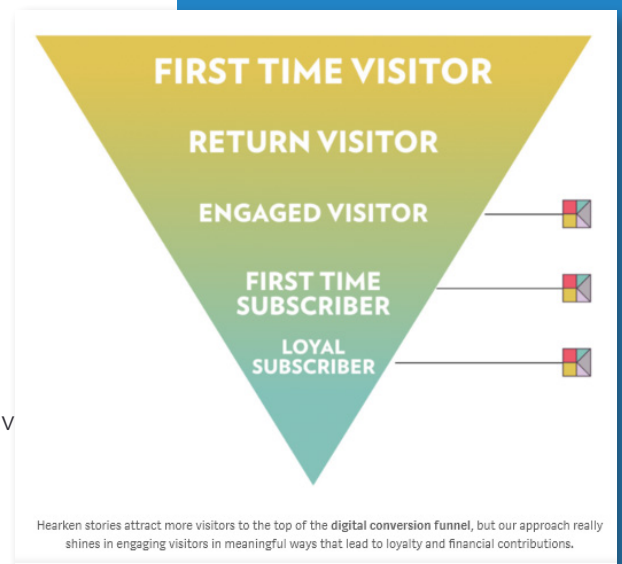 FIRST TIME VISITOR
RETURN VISITOR
ENGAGED VISITOR
FIRST TIME
SUBSCRIBER
LOYAL
SUBSCRIBER
V
Hearken stories attract more visitors to the top of the digital conversion funnel, but our approach really
shines in engaging visitors in meaningful ways that lead to loyalty and financial contributions.